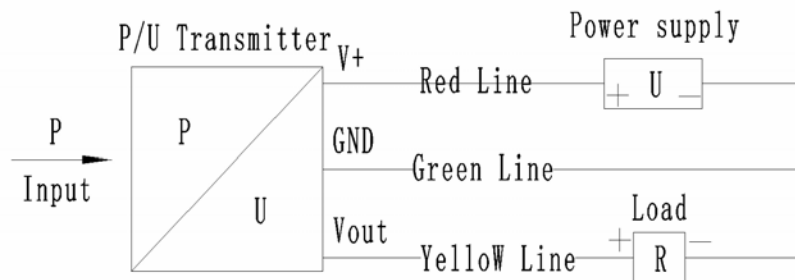 P/U Transmitter
Power supply
V+
Red Line
+ U −
P
P
GND
Input
Green Line
U
Load
Vout
YelloW Line
+ R −